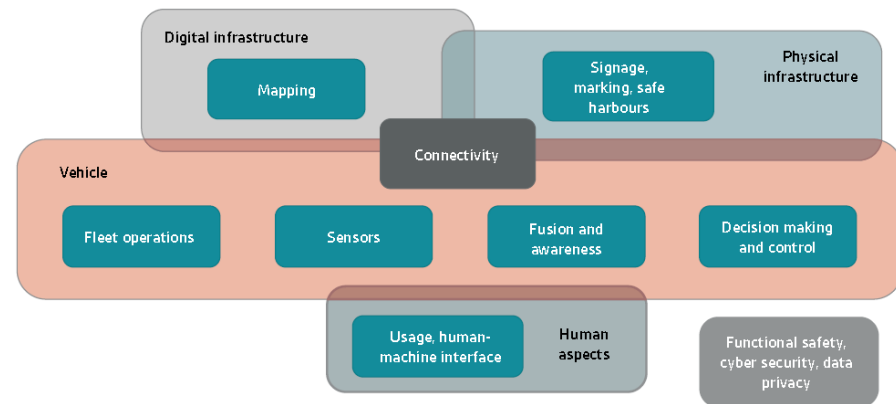 Digital infrastructure
Mapping
Signage,
marking, safe
harbours
Physical
infrastructure
Connectivity
Vehicle
Fleet operations
Sensors
Fusion and
awareness
Decision making
and control
Usage, human-
machine interface
Human
aspects
Functional safety,
cyber security, data
privacy